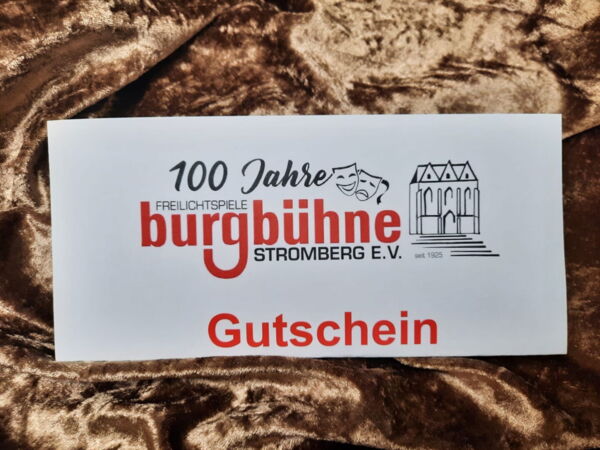 100 Jahre
FREILICHTSPIELE
burgbühne
STROMBERG E.V.
seit 1925
Gutschein